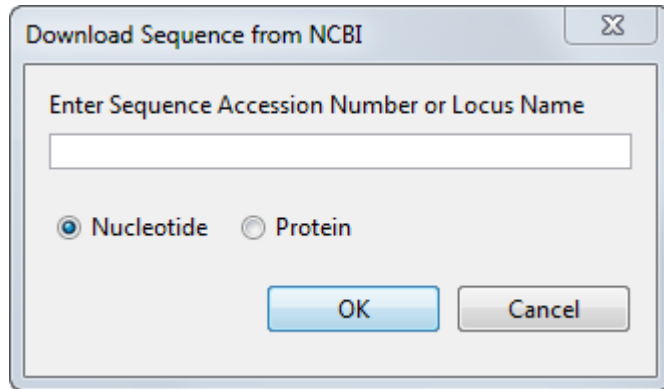 Download Sequence from NCBI
Enter Sequence Accession Number or Locus Name
Nucleotide Protein
OK Cancel